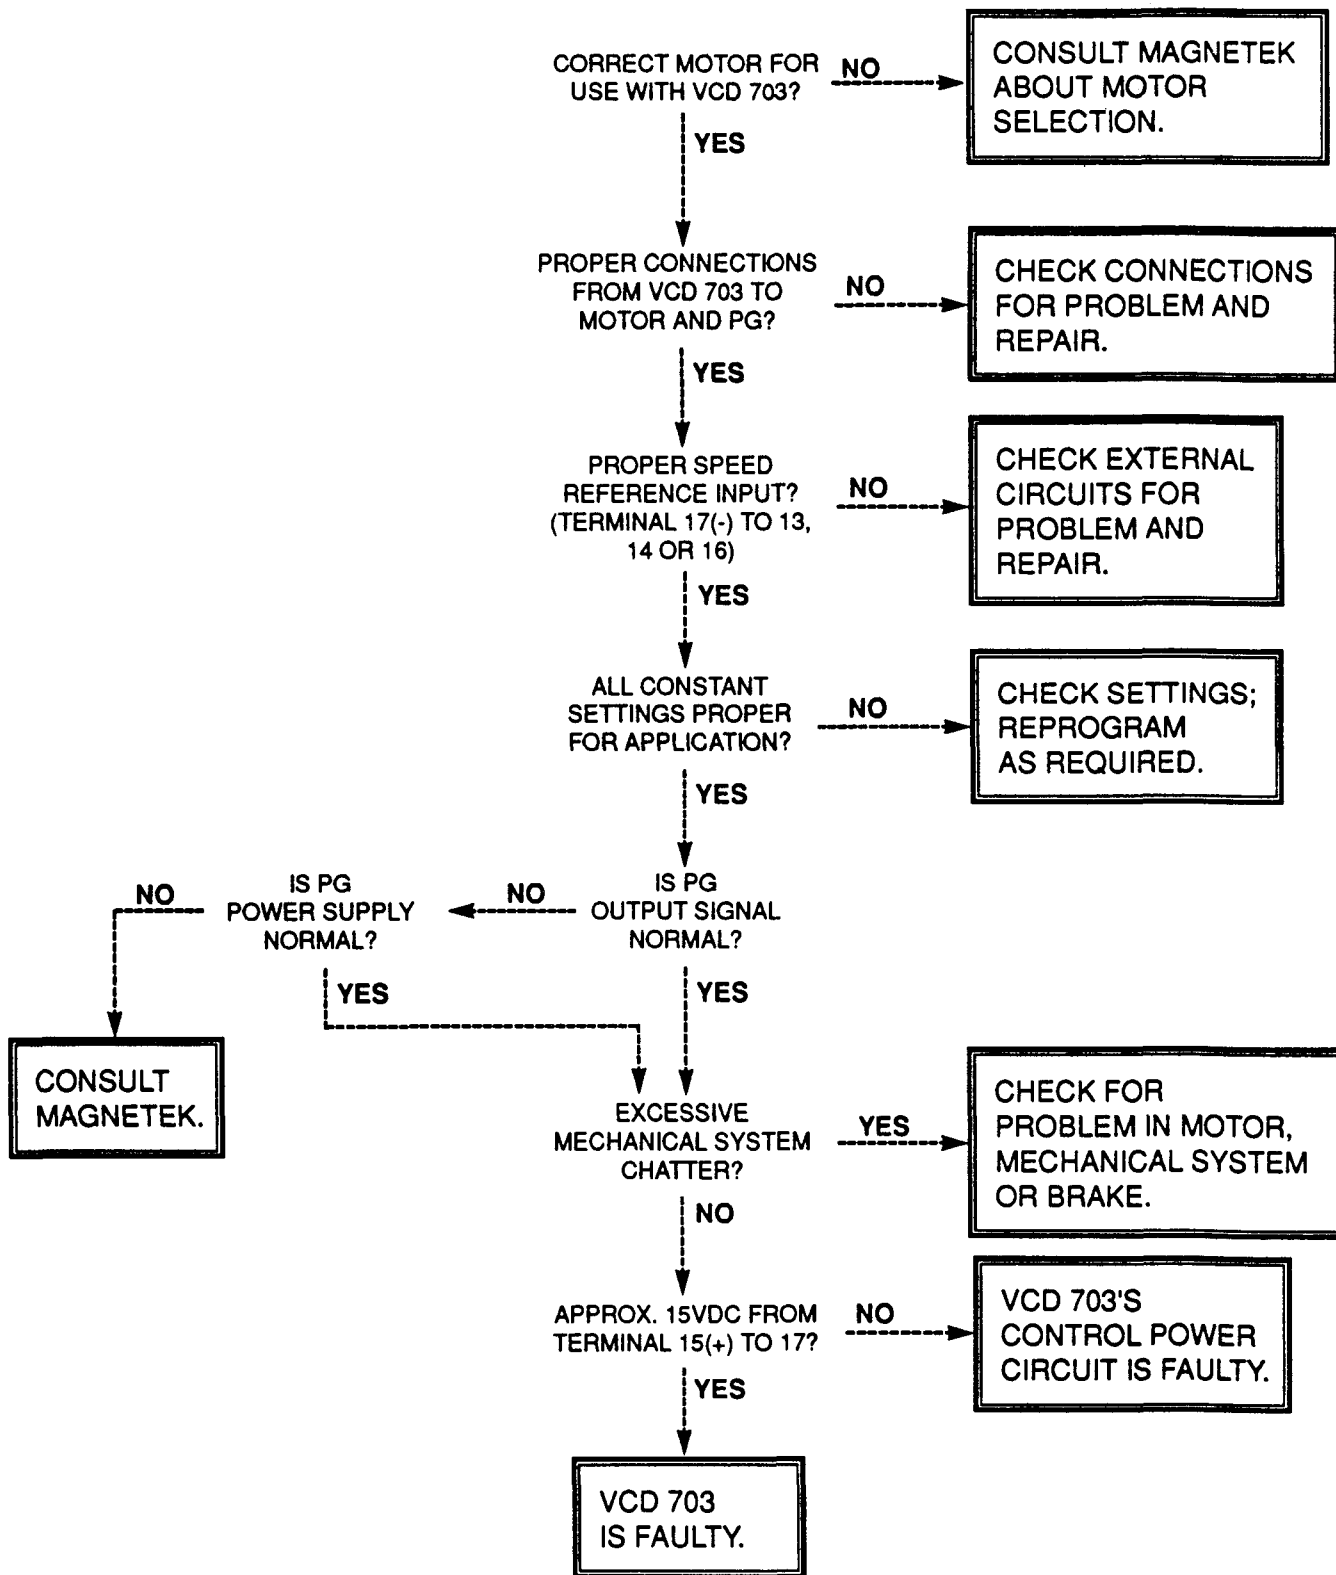 CORRECT MOTOR FOR
USE WITH VCD 703?
NO
CONSULT MAGNETEK
ABOUT MOTOR
SELECTION.
YES
PROPER CONNECTIONS
FROM VCD 703 TO
MOTOR AND PG?
NO
CHECK CONNECTIONS
FOR PROBLEM AND
REPAIR.
YES
PROPER SPEED
REFERENCE INPUT?
(TERMINAL 17(-) TO 13,
14 OR 16)
NO
CHECK EXTERNAL
CIRCUITS FOR
PROBLEM AND
REPAIR.
YES
ALL CONSTANT
SETTINGS PROPER
FOR APPLICATION?
NO
CHECK SETTINGS;
REPROGRAM
AS REQUIRED.
YES
IS PG
OUTPUT SIGNAL
NORMAL?
NO
IS PG
POWER SUPPLY
NORMAL?
NO
CONSULT
MAGNETEK.
YES
YES
EXCESSIVE
MECHANICAL SYSTEM
CHATTER?
YES
CHECK FOR
PROBLEM IN MOTOR,
MECHANICAL SYSTEM
OR BRAKE.
NO
APPROX. 15VDC FROM
TERMINAL 15(+) TO 17?
NO
VCD 703'S
CONTROL POWER
CIRCUIT IS FAULTY.
YES
VCD 703
IS FAULTY.